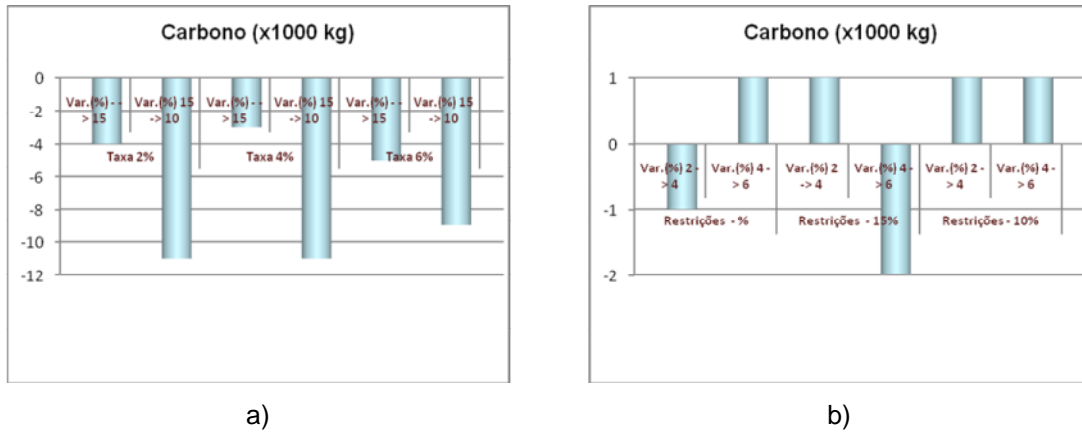 Carbono (x1000 kg)
0
-2
-4
-6
-8
-10
-12
Var.(%) - -
> 15
Var.(%) 15
-> 10
Var.(%) - -
> 15
Var.(%) 15
-> 10
Var.(%) - -
> 15
Var.(%) 15
-> 10
Taxa 2%
Taxa 4%
Taxa 6%
a)
Carbono (x1000 kg)
1
0
-1
-2
Var.(%) 2 -
> 4
Var.(%) 4 -
> 6
Var.(%) 2
-> 4
Var.(%) 4 -
> 6
Var.(%) 2 -
> 4
Var.(%) 4 -
> 6
Restrições - %
Restrições - 15%
Restrições - 10%
b)